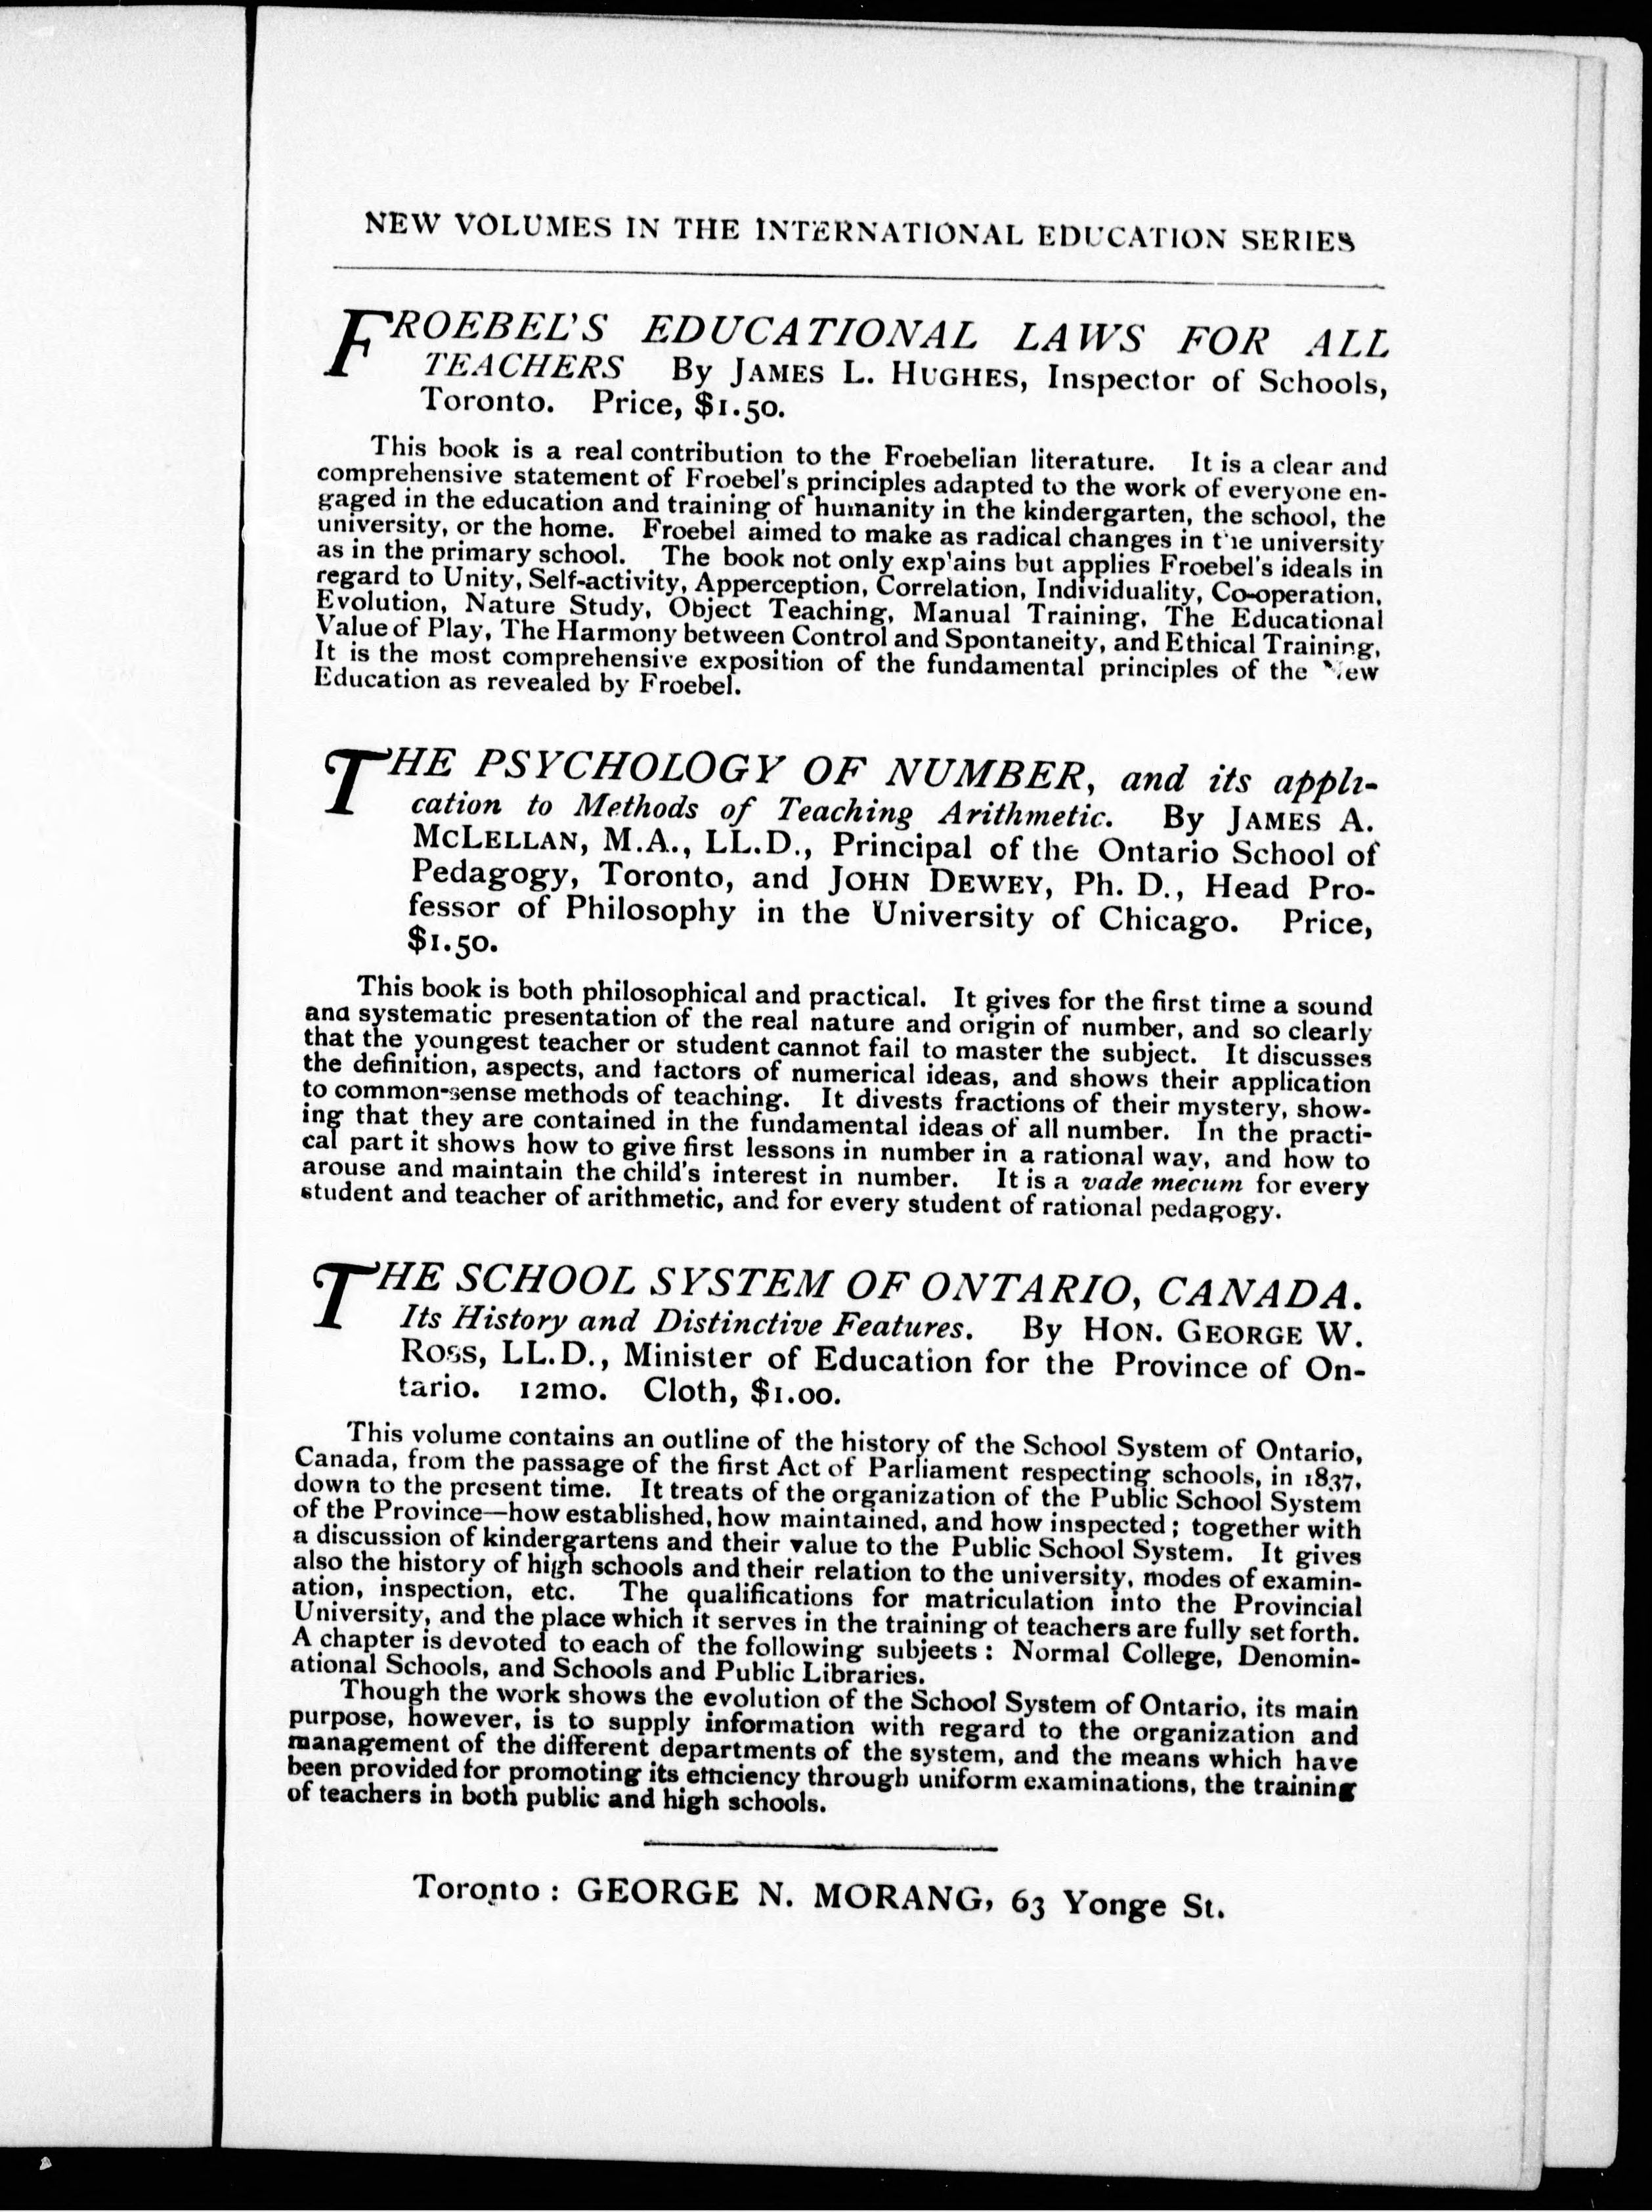 NEW VOLUMES IN THE INTERNATIONAL EDUCATION SERIES
FROEBEL'S EDUCATIONAL LAWS FOR ALL
TEACHERS By JAMES L. HUGHES, Inspector of Schools,
Toronto. Price, $1.50.
This book is a real contribution to the Froebelian literature. It is a clear and
comprehensive statement of Froebel's principles adapted to the work of everyone en-
gaged in the education and training of humanity in the kindergarten, the school, the
university, or the home. Froebel aimed to make as radical changes in the university
as in the primary school. The book not only explains but applies Froebel's ideals in
regard to Unity, Self-activity, Apperception, Correlation, Individuality, Co-operation,
Evolution, Nature Study, Object Teaching, Manual Training, The Educational
Value of Play, The Harmony between Control and Spontaneity, and Ethical Training,
It is the most comprehensive exposition of the fundamental principles of the New
Education as revealed by Froebel.
THE PSYCHOLOGY OF NUMBER, and its appli-
cation to Methods of Teaching Arithmetic. By JAMES A.
MCLELLAN, M.A., LL.D., Principal of the Ontario School of
Pedagogy, Toronto, and JOHN DEWEY, Ph. D., Head Pro-
fessor of Philosophy in the University of Chicago. Price,
$1.50.
This book is both philosophical and practical. It gives for the first time a sound
and systematic presentation of the real nature and origin of number, and so clearly
that the youngest teacher or student cannot fail to master the subject. It discusses
the definition, aspects, and factors of numerical ideas, and shows their application
to common-sense methods of teaching. It divests fractions of their mystery, show-
ing that they are contained in the fundamental ideas of all number. In the practi-
cal part it shows how to give first lessons in number in a rational way, and how to
arouse and maintain the child's interest in number. It is a vade mecum for every
student and teacher of arithmetic, and for every student of rational pedagogy.
THE SCHOOL SYSTEM OF ONTARIO, CANADA.
Its History and Distinctive Features. By HON. GEORGE W.
ROSS, LL.D., Minister of Education for the Province of On-
tario. 12mo. Cloth, $1.00.
This volume contains an outline of the history of the School System of Ontario,
Canada, from the passage of the first Act of Parliament respecting schools, in 1837,
down to the present time. It treats of the organization of the Public School System
of the Province—how established, how maintained, and how inspected; together with
a discussion of kindergartens and their value to the Public School System. It gives
also the history of high schools and their relation to the university, modes of examin-
ation, inspection, etc. The qualifications for matriculation into the Provincial
University, and the place which it serves in the training of teachers are fully set forth.
A chapter is devoted to each of the following subjeets: Normal College, Denomin-
ational Schools, and Schools and Public Libraries.
Though the work shows the evolution of the School System of Ontario, its main
purpose, however, is to supply information with regard to the organization and
management of the different departments of the system, and the means which have
been provided for promoting its efficiency through uniform examinations, the training
of teachers in both public and high schools.
Toronto: GEORGE N. MORANG, 63 Yonge St.